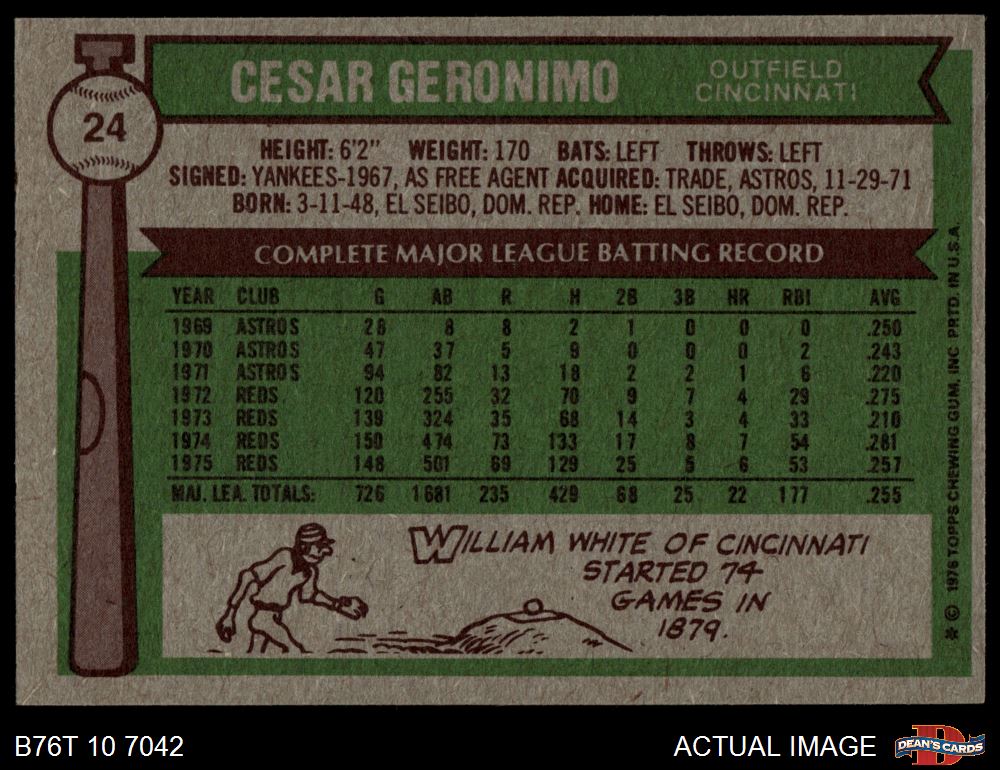 24
CESAR GERONIMO
OUTFIELD
CINCINNATI
HEIGHT: 6'2" WEIGHT: 170 BATS: LEFT THROWS: LEFT
SIGNED: YANKEES-1967, AS FREE AGENT ACQUIRED: TRADE, ASTROS, 11-29-71
BORN: 3-11-48, EL SEIBO, DOM. REP. HOME: EL SEIBO, DOM. REP.
COMPLETE MAJOR LEAGUE BATTING RECORD
YEAR CLUB G AB R H 2B 3B HR RBI AVG
1969 ASTROS 28 8 8 2 1 0 0 0 .250
1970 ASTROS 47 37 5 9 0 0 0 2 .243
1971 ASTROS 94 82 13 18 2 2 1 6 .220
1972 REDS 120 255 32 70 9 7 4 29 .275
1973 REDS 139 324 35 68 14 3 4 33 .210
1974 REDS 150 474 73 133 17 8 7 54 .281
1975 REDS 148 501 69 129 25 5 6 53 .257
MAJ. LEA. TOTALS: 726 1681 235 429 68 25 22 177 .255
WILLIAM WHITE OF CINCINNATI
STARTED 74
GAMES IN
1879.
* © 1976 TOPPS CHEWING GUM, INC PRTD. IN U.S.A.
B76T 10 7042
ACTUAL IMAGE
D
DEAN'S CARDS